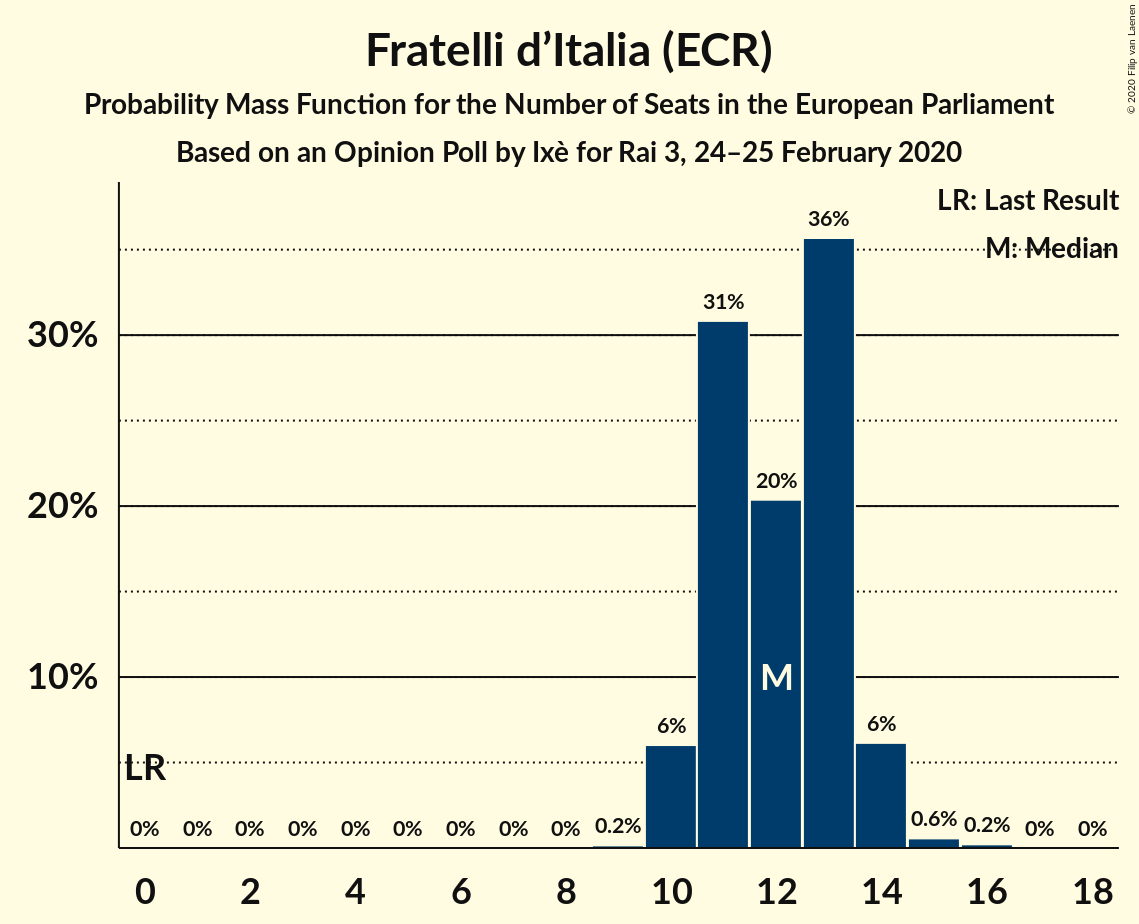 Fratelli d’Italia (ECR)
Probability Mass Function for the Number of Seats in the European Parliament
Based on an Opinion Poll by Ixè for Rai 3, 24–25 February 2020
© 2020 Filip van Laenen
LR: Last Result
M: Median
36%
31%
30%
20%
20%
M
10%
6%
6%
LR
0% 0% 0% 0% 0% 0% 0% 0% 0% 0.2% 0.6% 0.2% 0% 0%
0 2 4 6 8 10 12 14 16 18